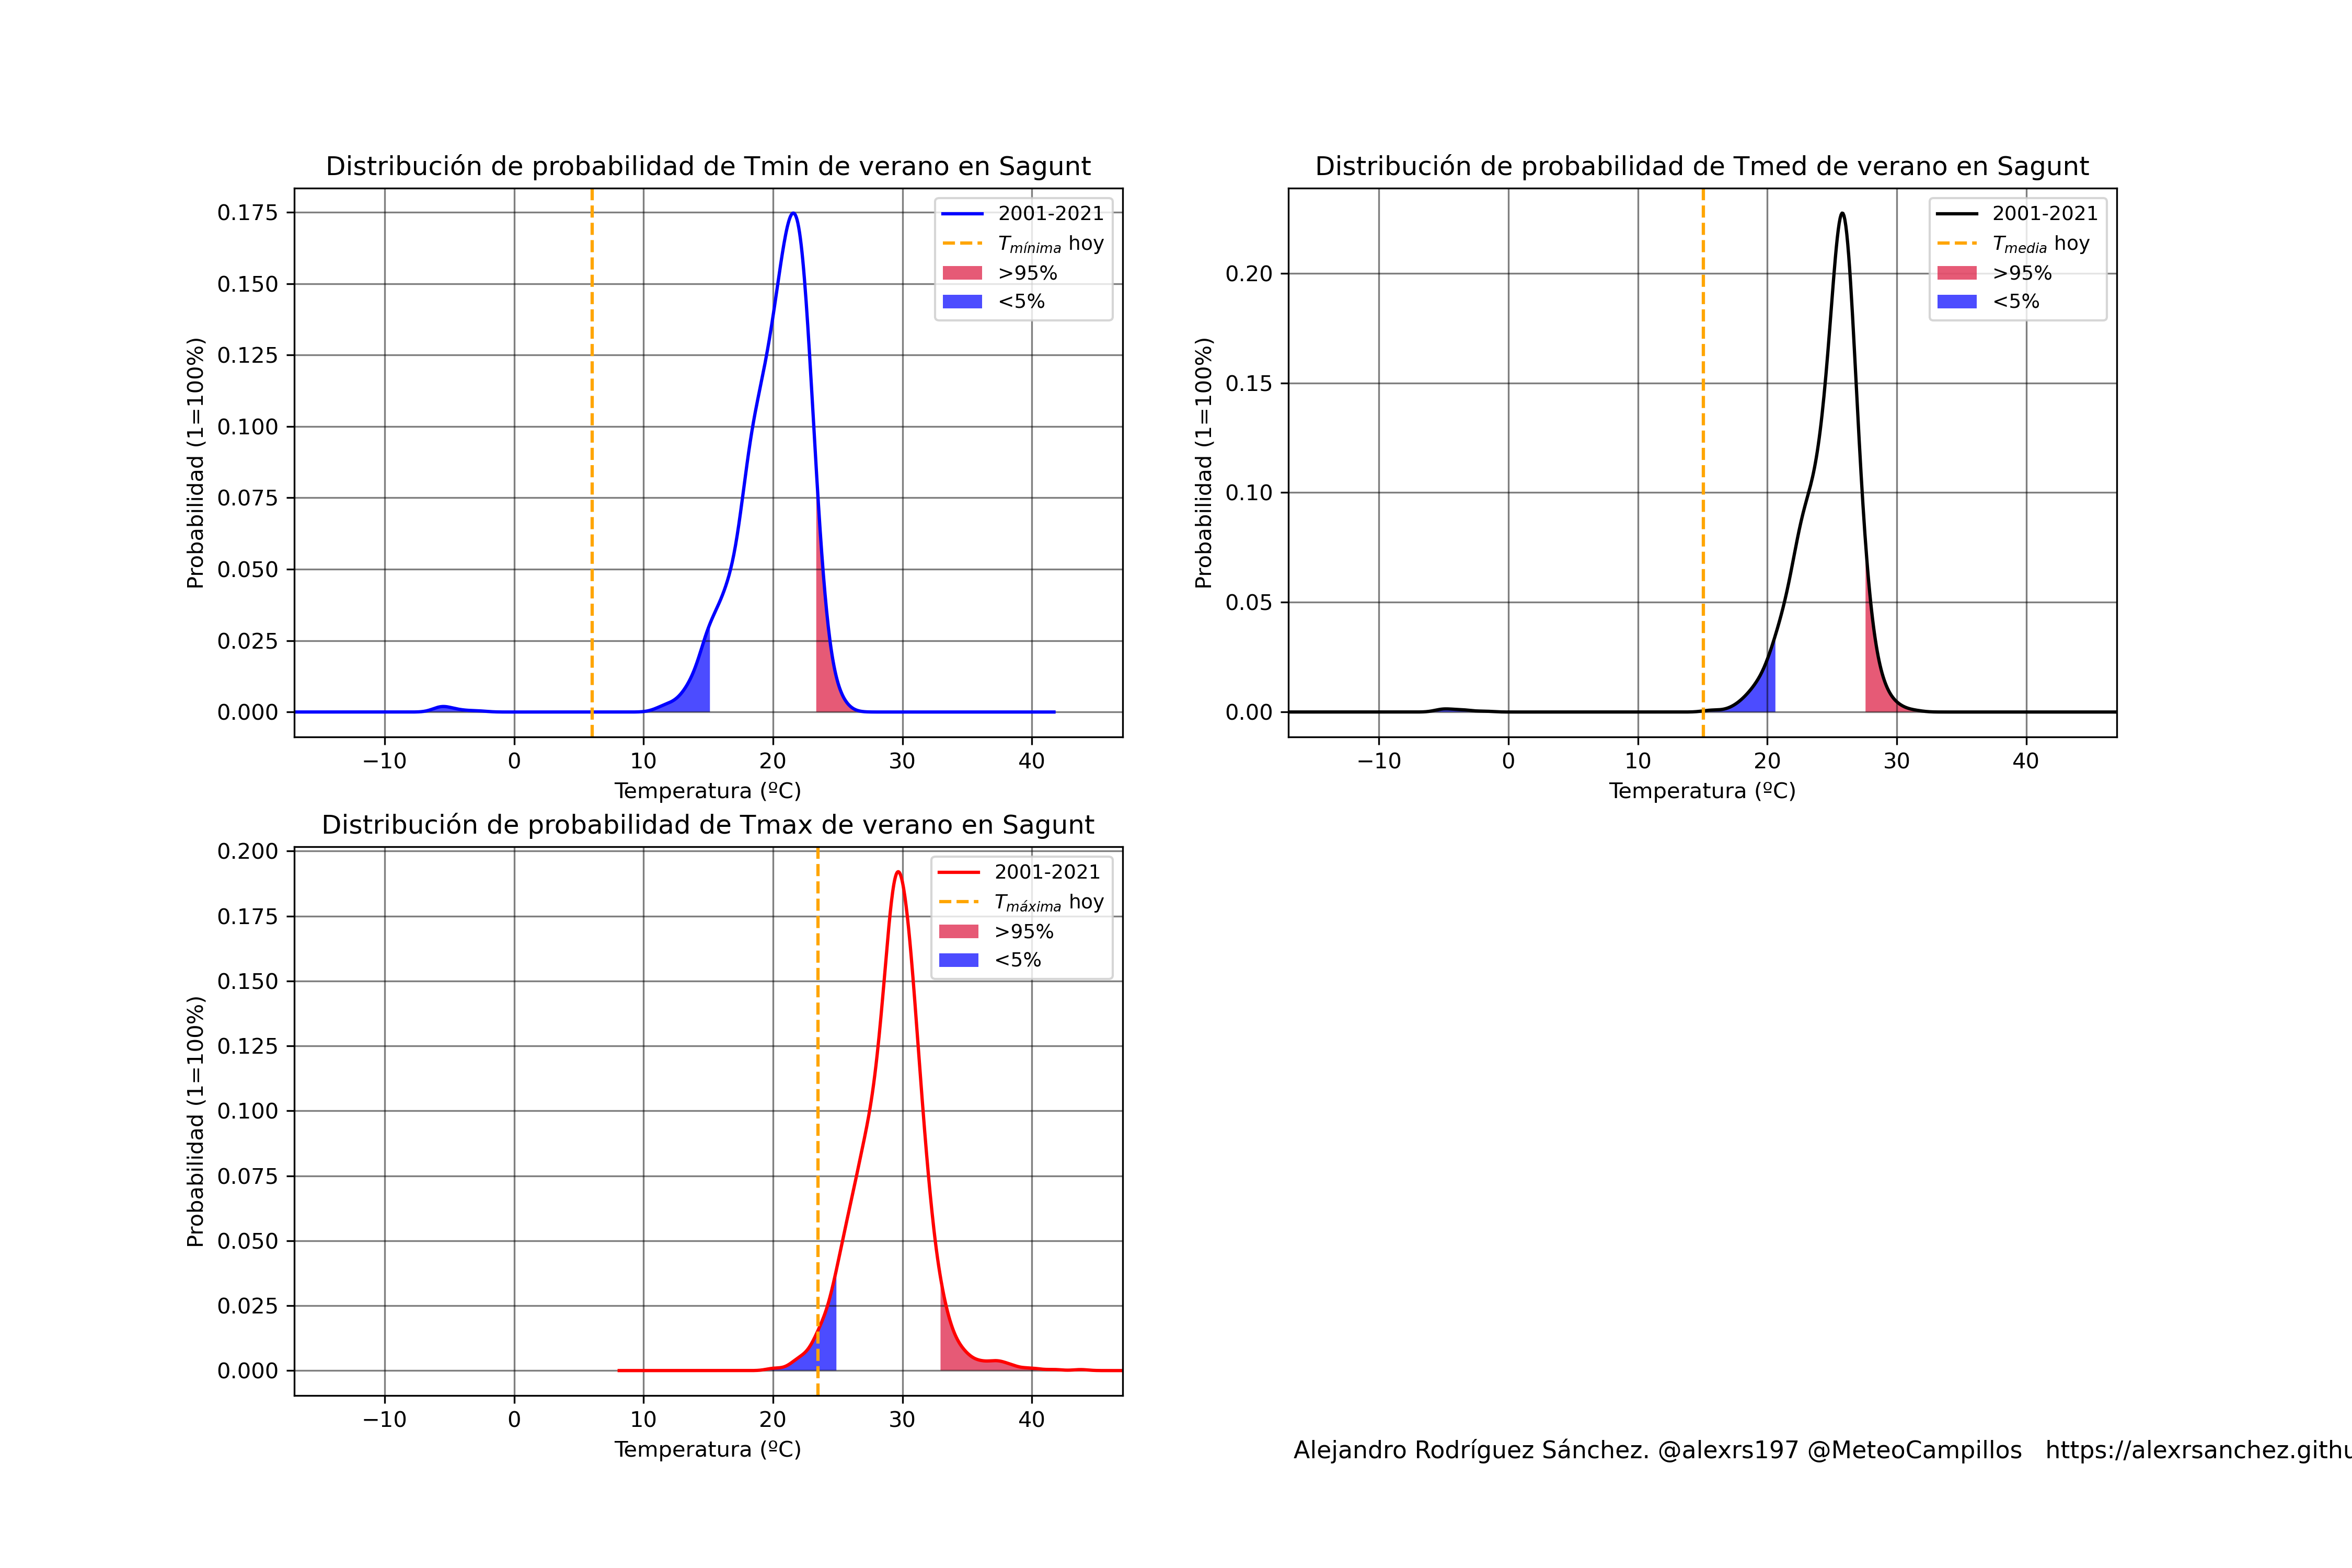 Distribución de probabilidad de Tmin de verano en Sagunt
Probabilidad (1=100%)
0.175
0.150
0.125
0.100
0.075
0.050
0.025
0.000
−10 0 10 20 30 40
Temperatura (ºC)
2001-2021
Tmínima hoy
>95%
<5%
Distribución de probabilidad de Tmed de verano en Sagunt
Probabilidad (1=100%)
0.20
0.15
0.10
0.05
0.00
−10 0 10 20 30 40
Temperatura (ºC)
2001-2021
Tmedia hoy
>95%
<5%
Distribución de probabilidad de Tmax de verano en Sagunt
Probabilidad (1=100%)
0.200
0.175
0.150
0.125
0.100
0.075
0.050
0.025
0.000
−10 0 10 20 30 40
Temperatura (ºC)
2001-2021
Tmáxima hoy
>95%
<5%
Alejandro Rodríguez Sánchez. @alexrs197 @MeteoCampillos https://alexrsanchez.githu